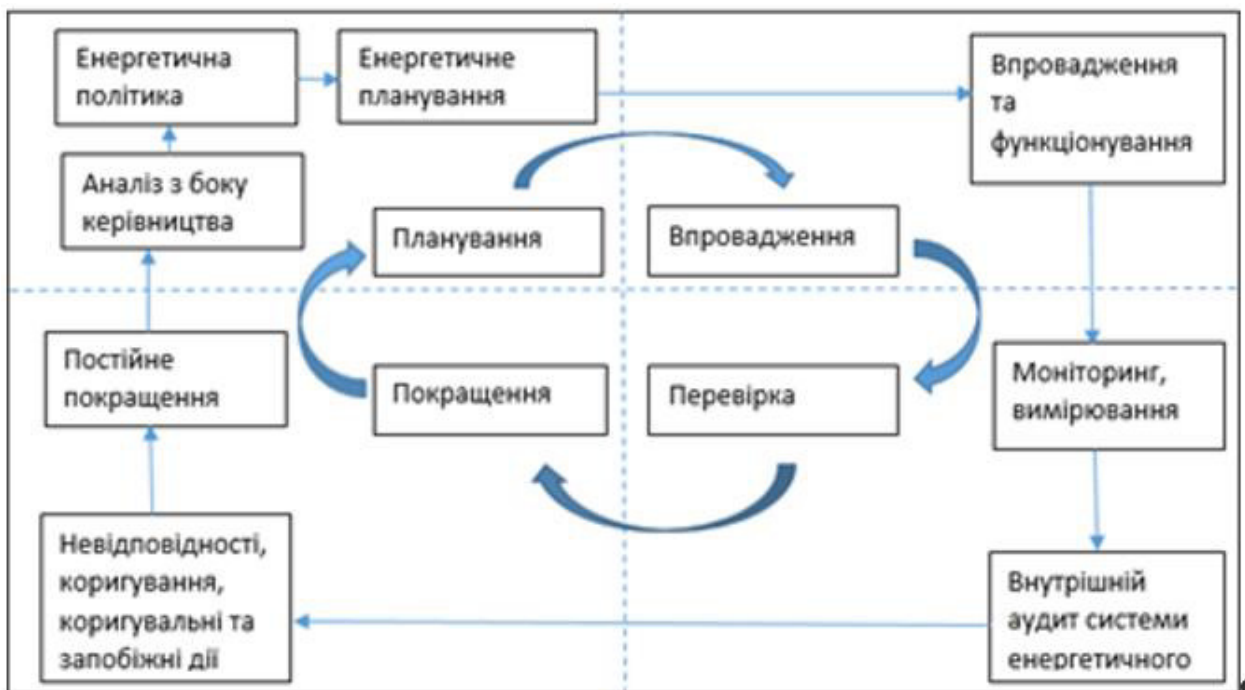 Енергетична
політика
Енергетичне
планування
Впровадження
та
функціонування
Аналіз з боку
керівництва
Планування
Впровадження
Постійне
покращення
Покращення
Перевірка
Моніторинг,
вимірювання
Невідповідності,
коригування,
коригувальні та
запобіжні дії
Внутрішній
аудит системи
енергетичного